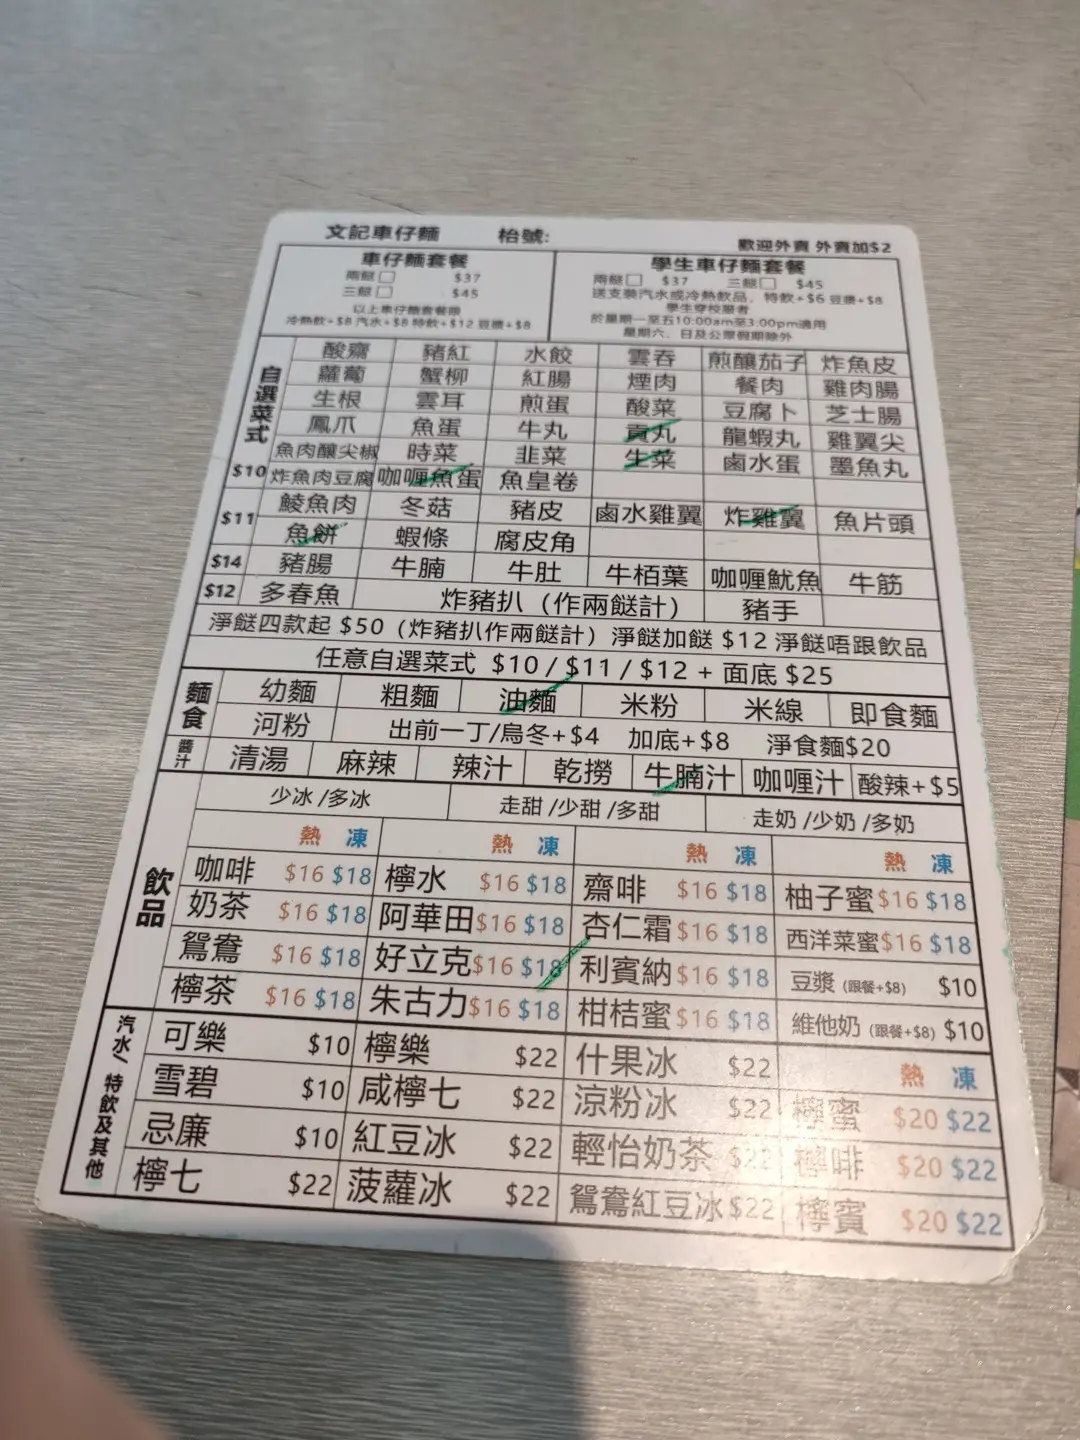 文記車仔麵 枱號: 歡迎外賣 外賣加$2
車仔麵套餐
兩餸 $37
三餸 $45
以上車仔麵套餐跟
冷熱飲+$8 汽水+$8 特飲+$12 豆漿+$8
學生車仔麵套餐
兩餸 $37 三餸 $45
送支裝汽水或冷熱飲品, 特飲+$6 豆漿+$8
學生穿校服者
於星期一至五10:00am至3:00pm適用
星期六、日及公眾假期除外
自選菜式
酸齋 豬紅 水餃 雲吞 煎釀茄子 炸魚皮
蘿蔔 蟹柳 紅腸 煙肉 餐肉 雞肉腸
生根 雲耳 煎蛋 酸菜 豆腐卜 芝士腸
鳳爪 魚蛋 牛丸 貢丸 龍蝦丸 雞翼尖
魚肉釀尖椒 時菜 韭菜 生菜 鹵水蛋 墨魚丸
$10 炸魚肉豆腐 咖喱魚蛋 魚皇卷
$11 鯪魚肉 冬菇 豬皮 鹵水雞翼 炸雞翼 魚片頭
魚餅 蝦條 腐皮角
$14 豬腸 牛腩 牛肚 牛栢葉 咖喱魷魚 牛筋
$12 多春魚 炸豬扒 (作兩餸計) 豬手
淨餸四款起 $50 (炸豬扒作兩餸計) 淨餸加餸 $12 淨餸唔跟飲品
任意自選菜式 $10 / $11 / $12 + 面底 $25
麵食 幼麵 粗麵 油麵 米粉 米線 即食麵
河粉 出前一丁/烏冬+$4 加底+$8 淨食麵$20
醬汁 清湯 麻辣 辣汁 乾撈 牛腩汁 咖喱汁 酸辣+$5
飲品
少冰 /多冰 走甜 /少甜 /多甜 走奶 /少奶 /多奶
熱 凍 熱 凍 熱 凍 熱 凍
咖啡 $16 $18 檸水 $16 $18 齋啡 $16 $18 柚子蜜 $16 $18
奶茶 $16 $18 阿華田 $16 $18 杏仁霜 $16 $18 西洋菜蜜 $16 $18
鴛鴦 $16 $18 好立克 $16 $18 利賓納 $16 $18 豆漿 (跟餐+$8) $10
檸茶 $16 $18 朱古力 $16 $18 柑桔蜜 $16 $18 維他奶 (跟餐+$8) $10
汽水/ 特飲及其他
可樂 $10 檸樂 $22 什果冰 $22 熱 凍
雪碧 $10 咸檸七 $22 涼粉冰 $22 檸蜜 $20 $22
忌廉 $10 紅豆冰 $22 輕怡奶茶 $22 檸啡 $20 $22
檸七 $22 菠蘿冰 $22 鴛鴦紅豆冰 $22 檸賓 $20 $22